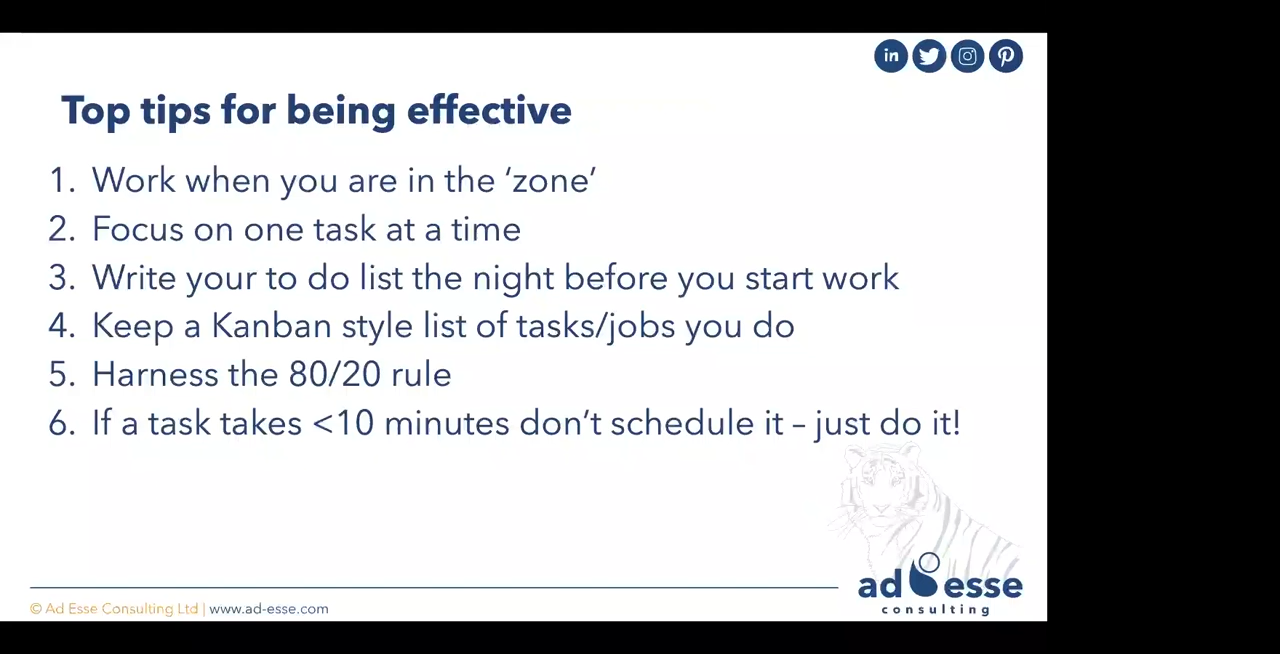 in
Top tips for being effective
1. Work when you are in the ‘zone’
2. Focus on one task at a time
3. Write your to do list the night before you start work
4. Keep a Kanban style list of tasks/jobs you do
5. Harness the 80/20 rule
6. If a task takes <10 minutes don’t schedule it – just do it!
ad esse
consulting
© Ad Esse Consulting Ltd | www.ad-esse.com